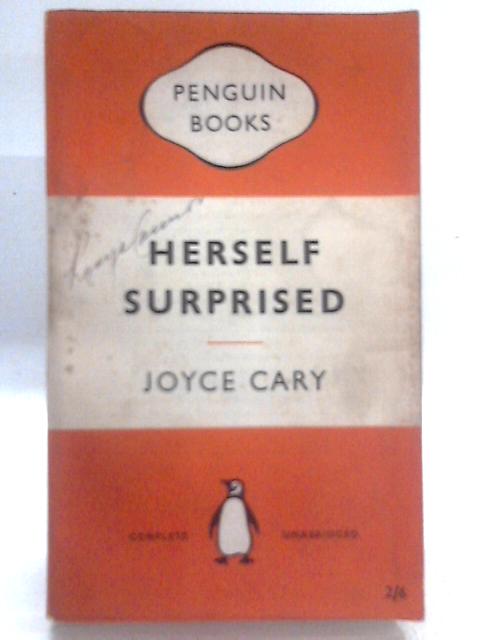 PENGUIN
BOOKS
HERSELF
SURPRISED
JOYCE CARY
COMPLETE UNABRIDGED
2/6